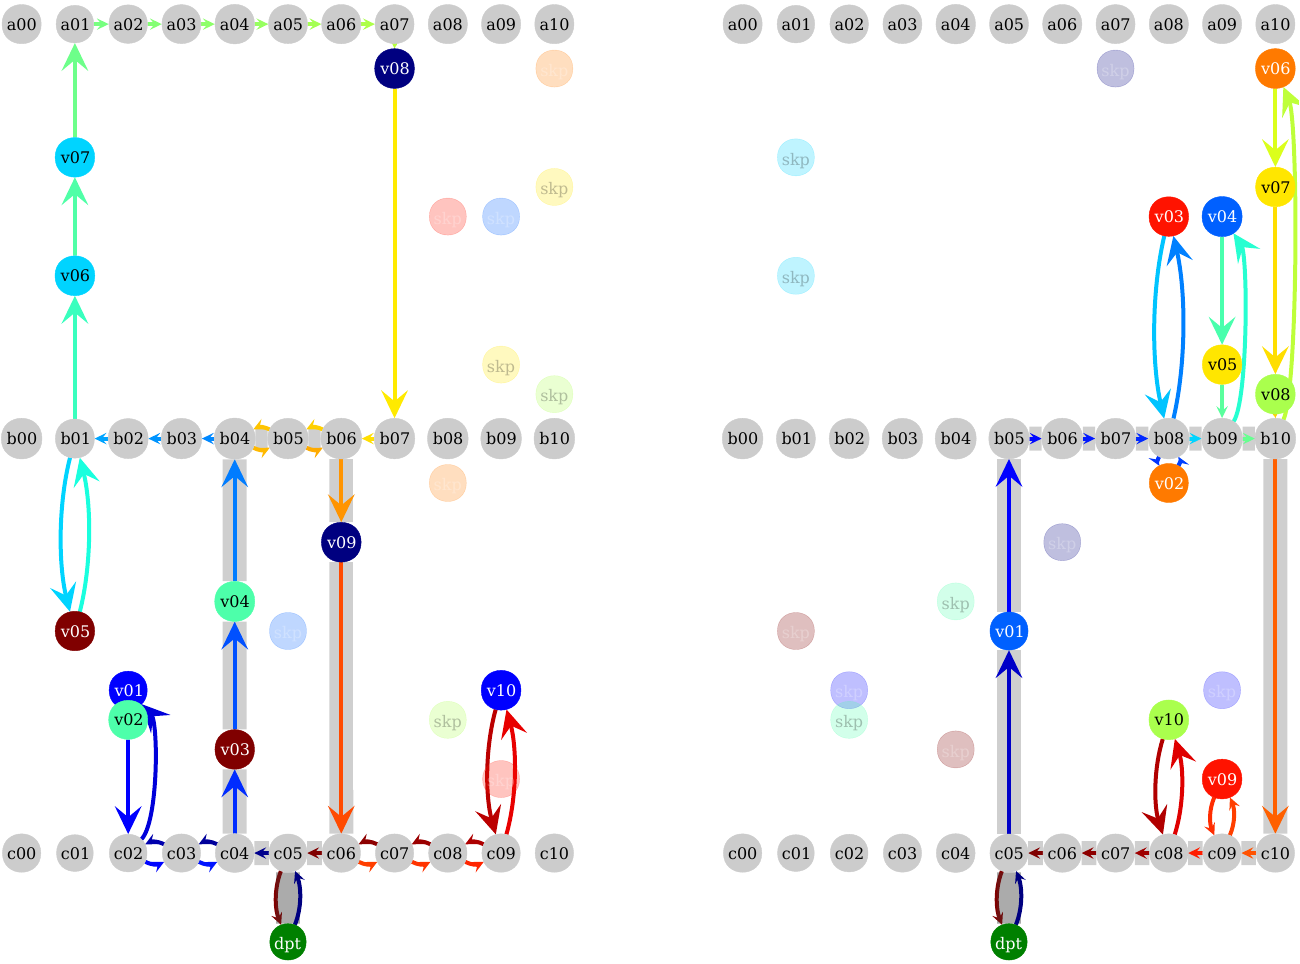 a00 a01 a02 a03 a04 a05 a06 a07 a08 a09 a10 a00 a01 a02 a03 a04 a05 a06 a07 a08 a09 a10
v08 skp skp v06
v07 skp
skp v07
skp skp v03 v04
v06 skp
skp v05
skp v08
b00 b01 b02 b03 b04 b05 b06 b07 b08 b09 b10 b00 b01 b02 b03 b04 b05 b06 b07 b08 b09 b10
skp v02
v09 skp
v04 skp
v05 skp skp v01
v01 v10 skp skp
v02 skp skp v10
v03 skp
skp v09
c00 c01 c02 c03 c04 c05 c06 c07 c08 c09 c10 c00 c01 c02 c03 c04 c05 c06 c07 c08 c09 c10
dpt dpt